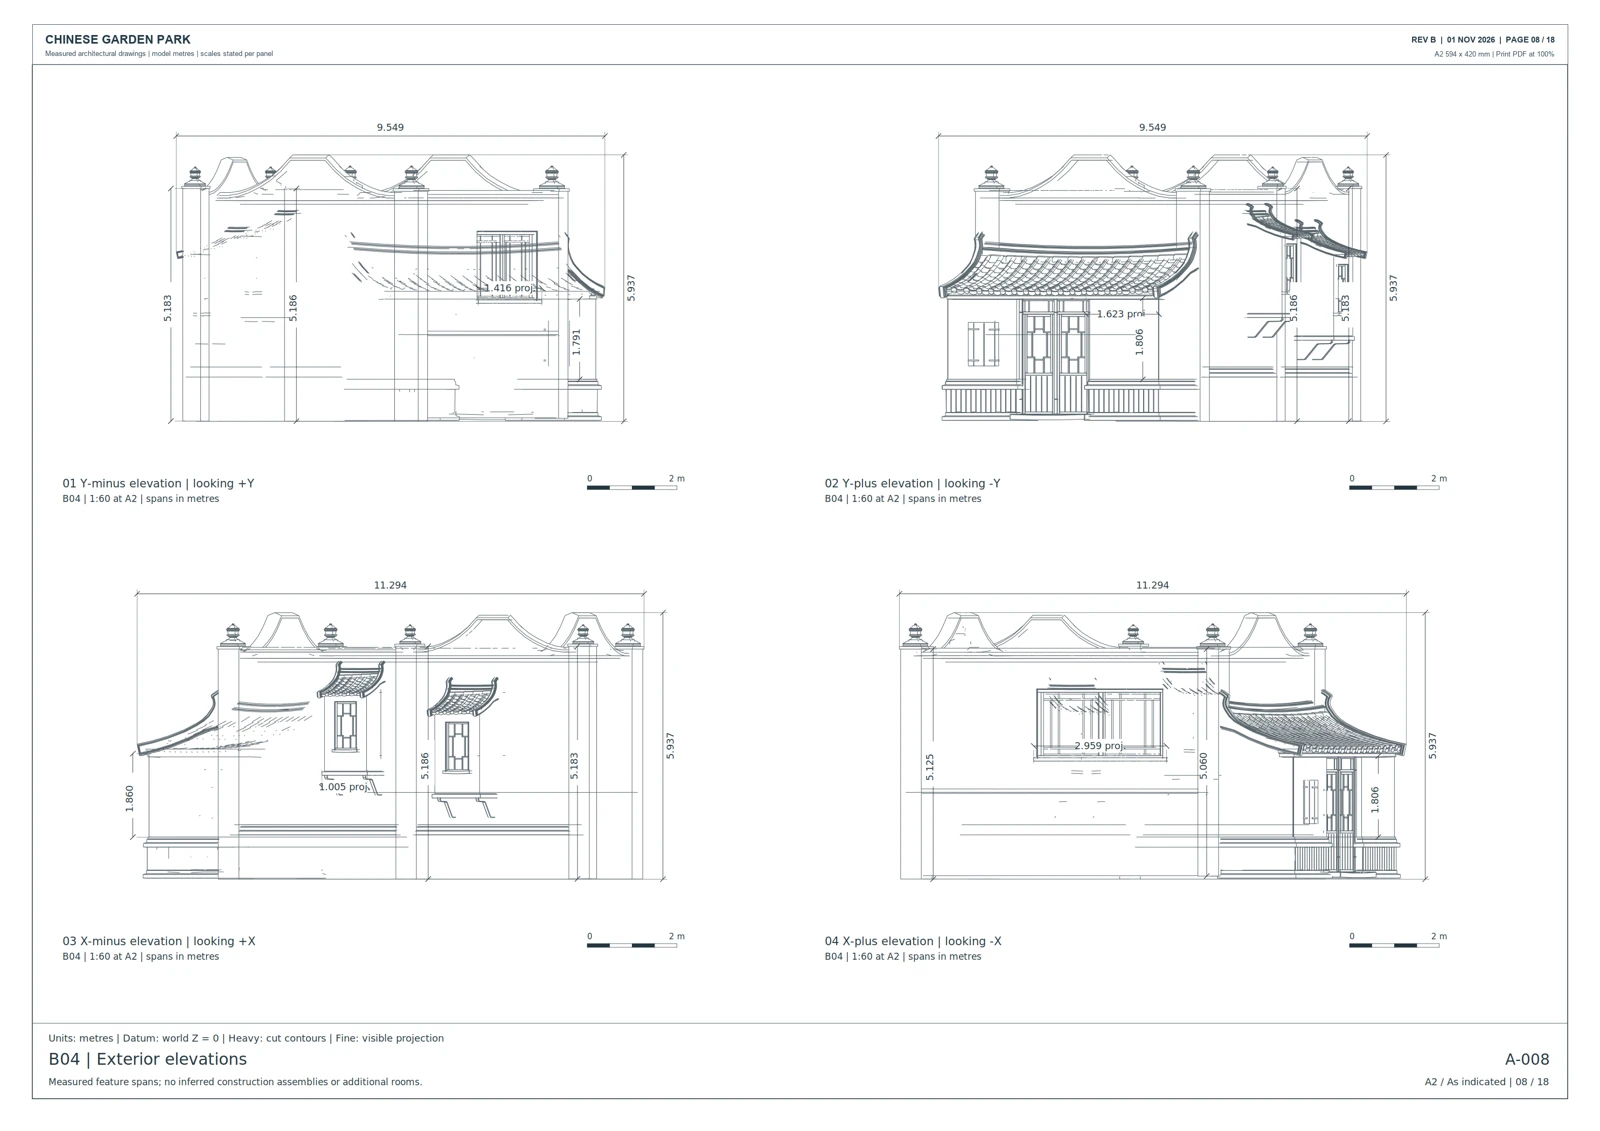 CHINESE GARDEN PARK
Measured architectural drawings | model metres | scales stated per panel
REV B | 01 NOV 2026 | PAGE 08 / 18
A2 594 x 420 mm | Print PDF at 100%
9.549
5.183
5.186
1.416 proj.
1.791
5.937
01 Y-minus elevation | looking +Y
B04 | 1:60 at A2 | spans in metres
0 2 m
9.549
1.623 proj.
1.806
5.186
5.183
5.937
02 Y-plus elevation | looking -Y
B04 | 1:60 at A2 | spans in metres
0 2 m
11.294
1.860
1.005 proj.
5.186
5.183
5.937
03 X-minus elevation | looking +X
B04 | 1:60 at A2 | spans in metres
0 2 m
11.294
5.125
2.959 proj.
5.060
1.806
5.937
04 X-plus elevation | looking -X
B04 | 1:60 at A2 | spans in metres
0 2 m
Units: metres | Datum: world Z = 0 | Heavy: cut contours | Fine: visible projection
B04 | Exterior elevations
Measured feature spans; no inferred construction assemblies or additional rooms.
A-008
A2 / As indicated | 08 / 18